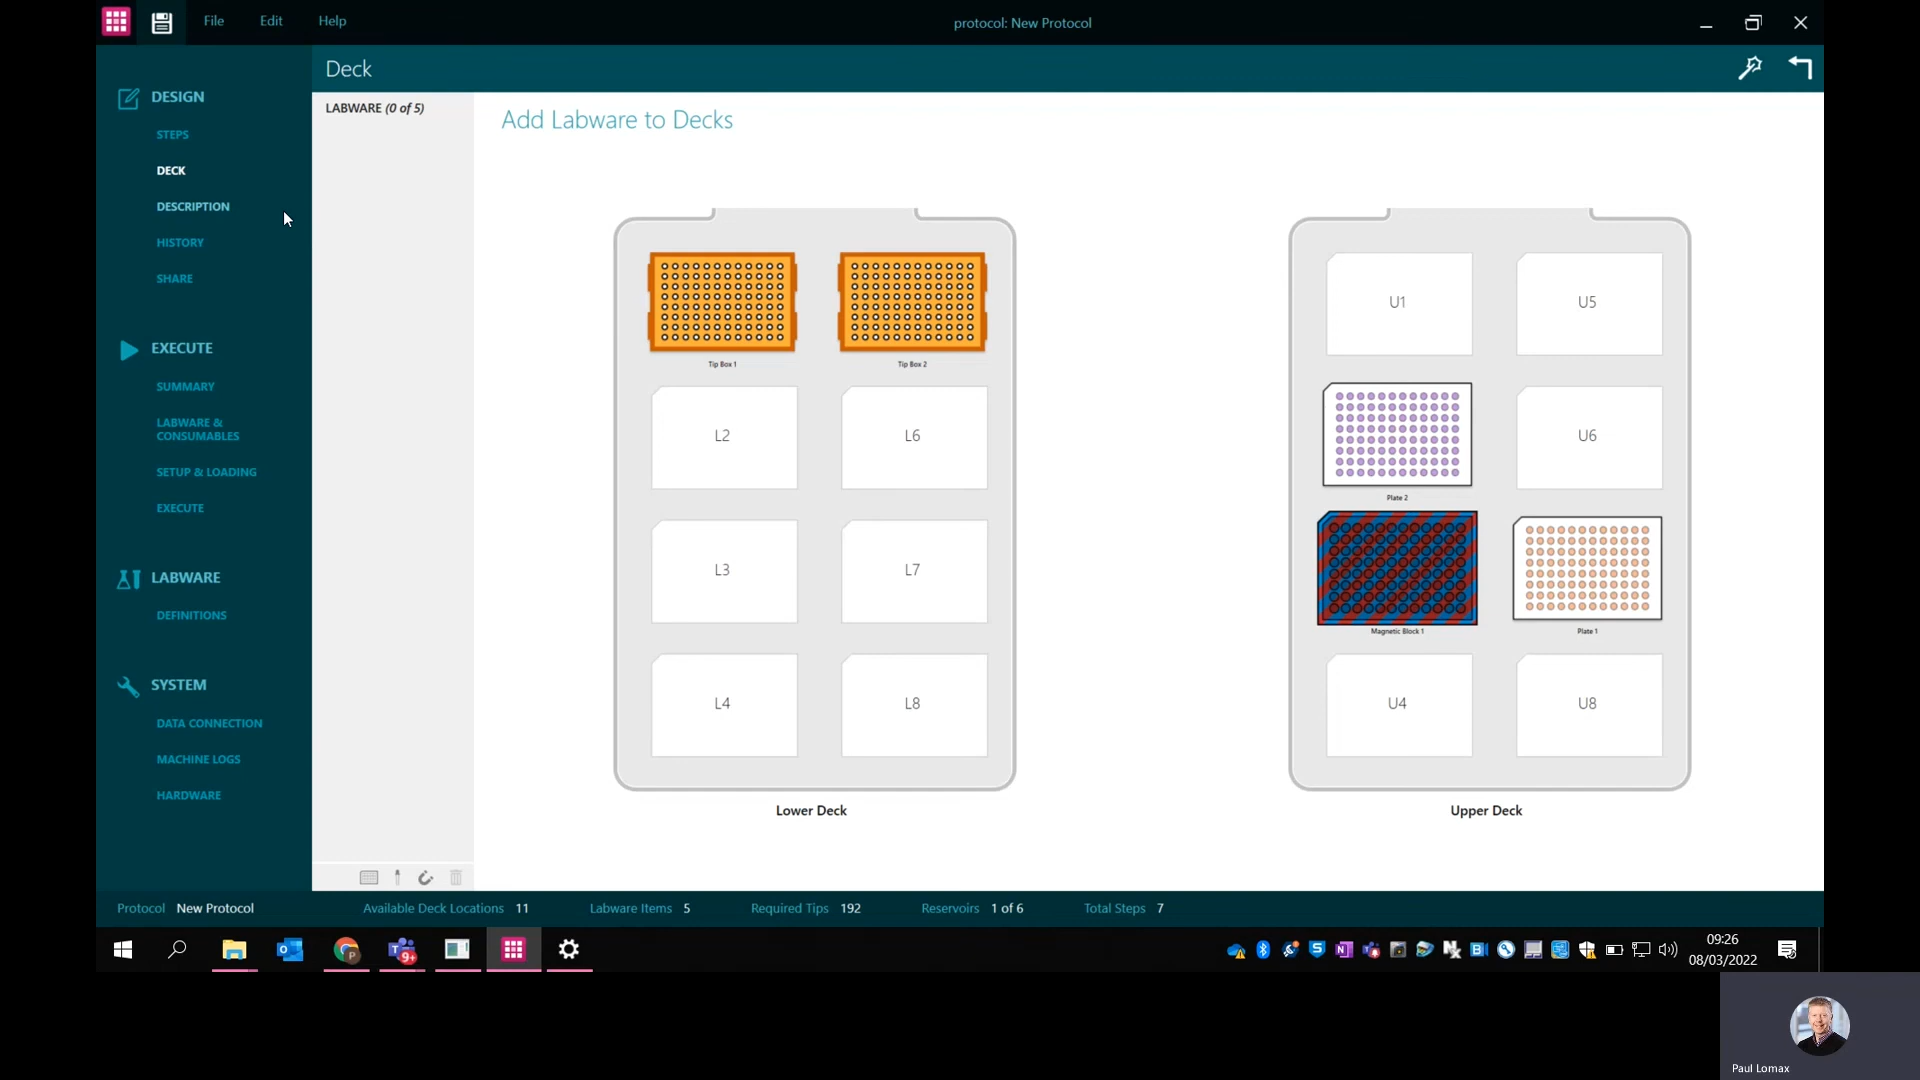 File Edit Help
protocol: New Protocol
DESIGN
STEPS
DECK
DESCRIPTION
HISTORY
SHARE
EXECUTE
SUMMARY
LABWARE &
CONSUMABLES
SETUP & LOADING
EXECUTE
LABWARE
DEFINITIONS
SYSTEM
DATA CONNECTION
MACHINE LOGS
HARDWARE
Deck
LABWARE (0 of 5)
Add Labware to Decks
Tip Box 1 Tip Box 2
L2 L6
L3 L7
L4 L8
Lower Deck
U1 U5
U6
Plate 2
Magnetic Block 1 Plate 1
U4 U8
Upper Deck
Protocol New Protocol Available Deck Locations 11 Labware Items 5 Required Tips 192 Reservoirs 1 of 6 Total Steps 7
9+
09:26
08/03/2022
Paul Lomax